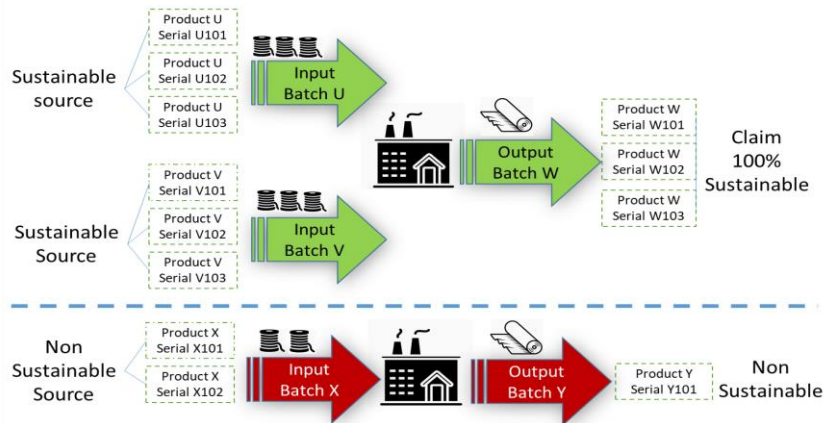 Sustainable
source
Product U
Serial U101
Product U
Serial U102
Product U
Serial U103
Input
Batch U
Sustainable
Source
Product V
Serial V101
Product V
Serial V102
Product V
Serial V103
Input
Batch V
Output
Batch W
Product W
Serial W101
Product W
Serial W102
Product W
Serial W103
Claim
100%
Sustainable
Non
Sustainable
Source
Product X
Serial X101
Product X
Serial X102
Input
Batch X
Output
Batch Y
Product Y
Serial Y101
Non
Sustainable